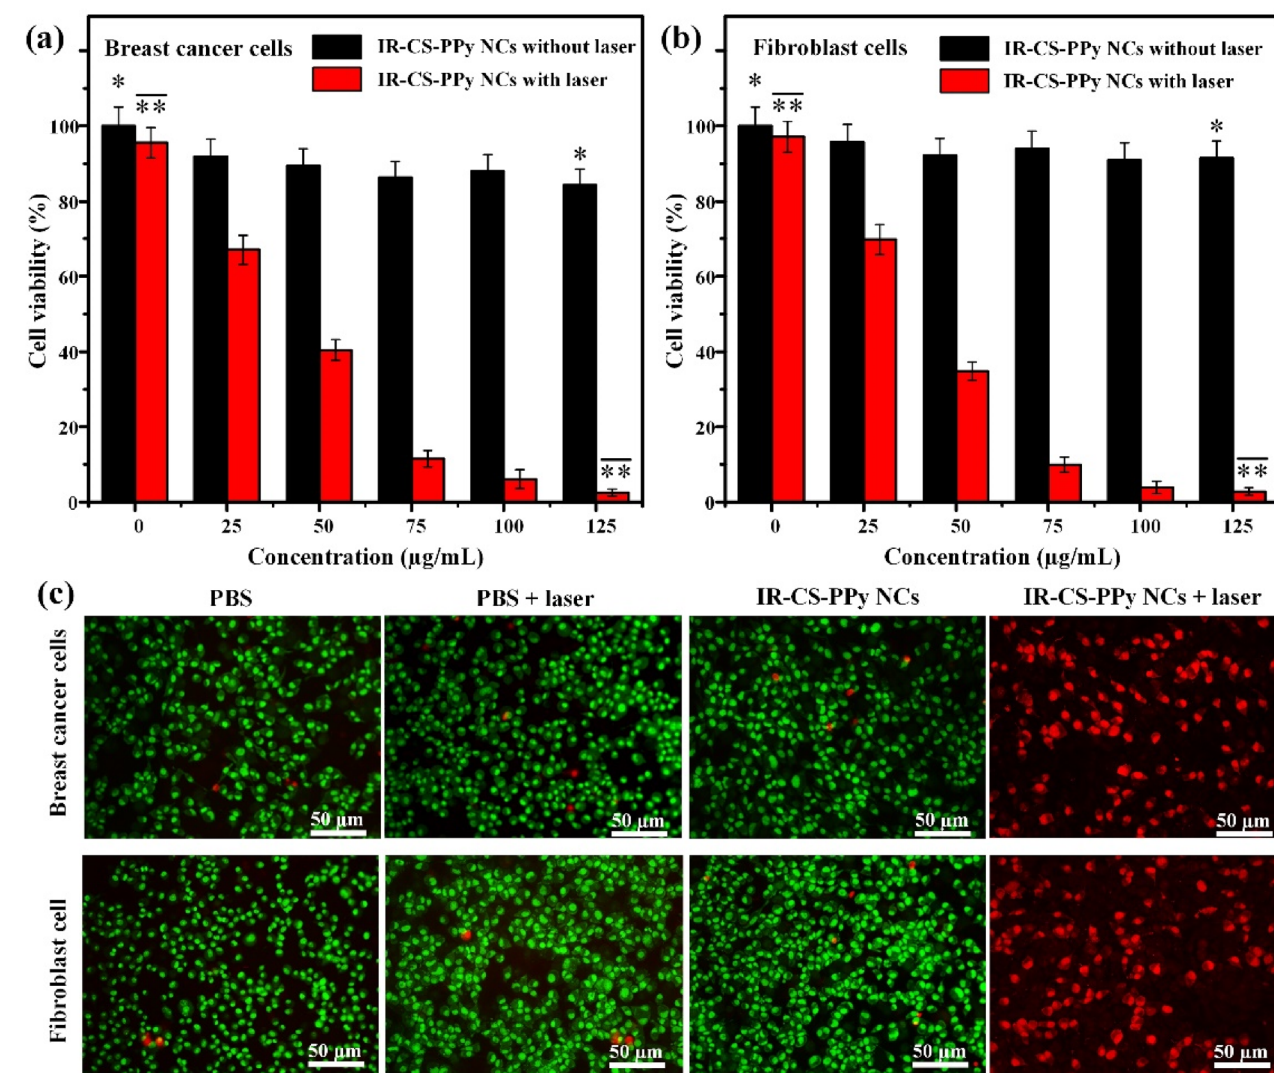 (a)
Breast cancer cells
IR-CS-PPy NCs without laser
IR-CS-PPy NCs with laser
*
**
*
**
Cell viability (%)
100
80
60
40
20
0
0 25 50 75 100 125
Concentration (µg/mL)
(b)
Fibroblast cells
IR-CS-PPy NCs without laser
IR-CS-PPy NCs with laser
*
**
*
**
Cell viability (%)
100
80
60
40
20
0
0 25 50 75 100 125
Concentration (µg/mL)
(c)
PBS PBS + laser IR-CS-PPy NCs IR-CS-PPy NCs + laser
Breast cancer cells
50 µm 50 µm 50 µm 50 µm
Fibroblast cell
50 µm 50 µm 50 µm 50 µm